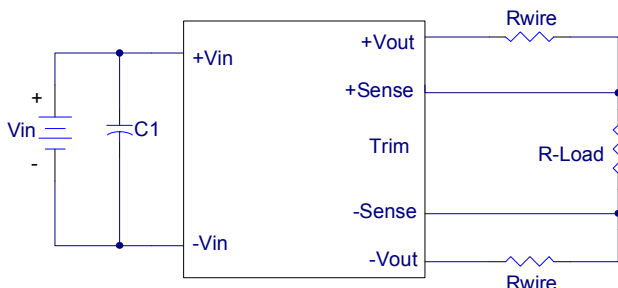 Rwire
+Vout
+Vin
+Sense
+
Vin
C1
Trim
R-Load
-
-Sense
-Vin
-Vout
Rwire